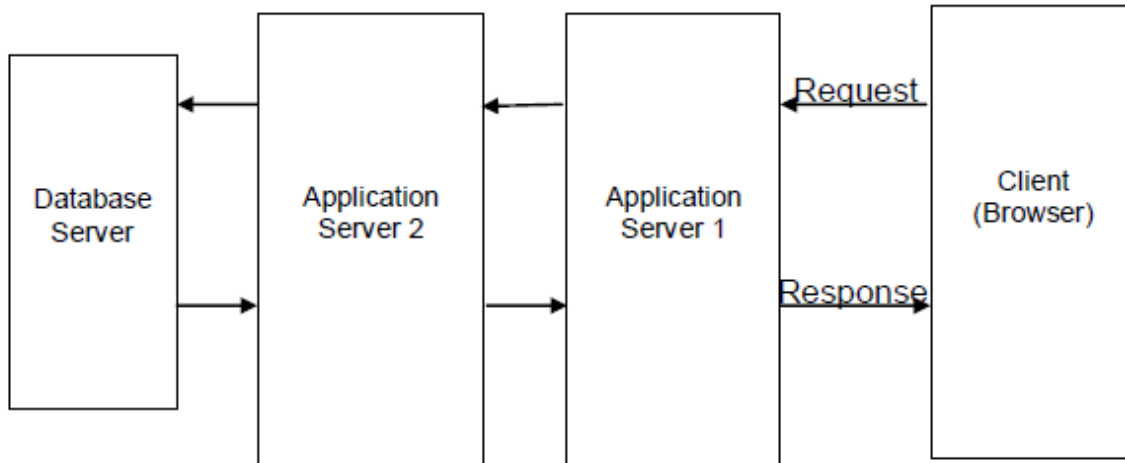 Request
Database
Server
Application
Server 2
Application
Server 1
Client
(Browser)
Response